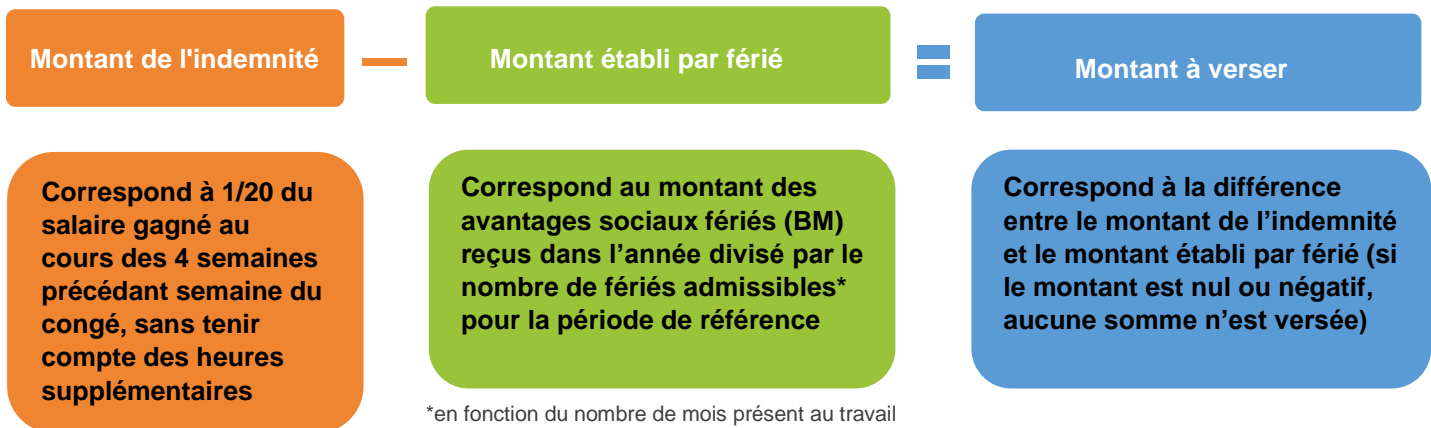 Montant de l'indemnité
Montant établi par férié
Montant à verser
Correspond à 1/20 du
salaire gagné au
cours des 4 semaines
précédant semaine du
congé, sans tenir
compte des heures
supplémentaires
Correspond au montant des
avantages sociaux fériés (BM)
reçus dans l’année divisé par le
nombre de fériés admissibles*
pour la période de référence
Correspond à la différence
entre le montant de l’indemnité
et le montant établi par férié (si
le montant est nul ou négatif,
aucune somme n’est versée)
*en fonction du nombre de mois présent au travail